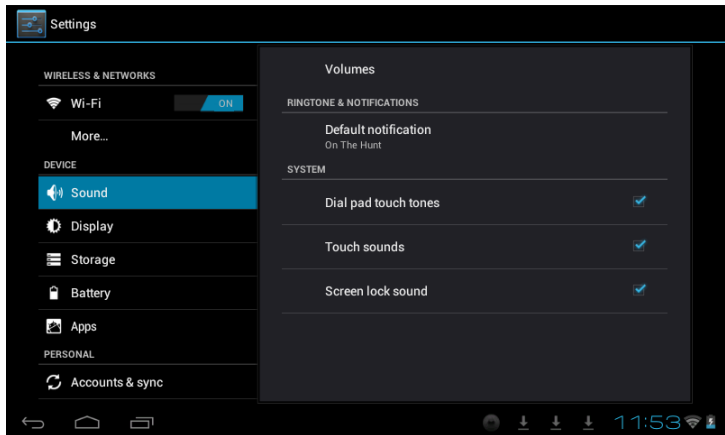 Settings
WIRELESS & NETWORKS
Wi-Fi ON
More...
DEVICE
Sound
Display
Storage
Battery
Apps
PERSONAL
Accounts & sync
Volumes
RINGTONE & NOTIFICATIONS
Default notification
On The Hunt
SYSTEM
Dial pad touch tones
Touch sounds
Screen lock sound
11:53